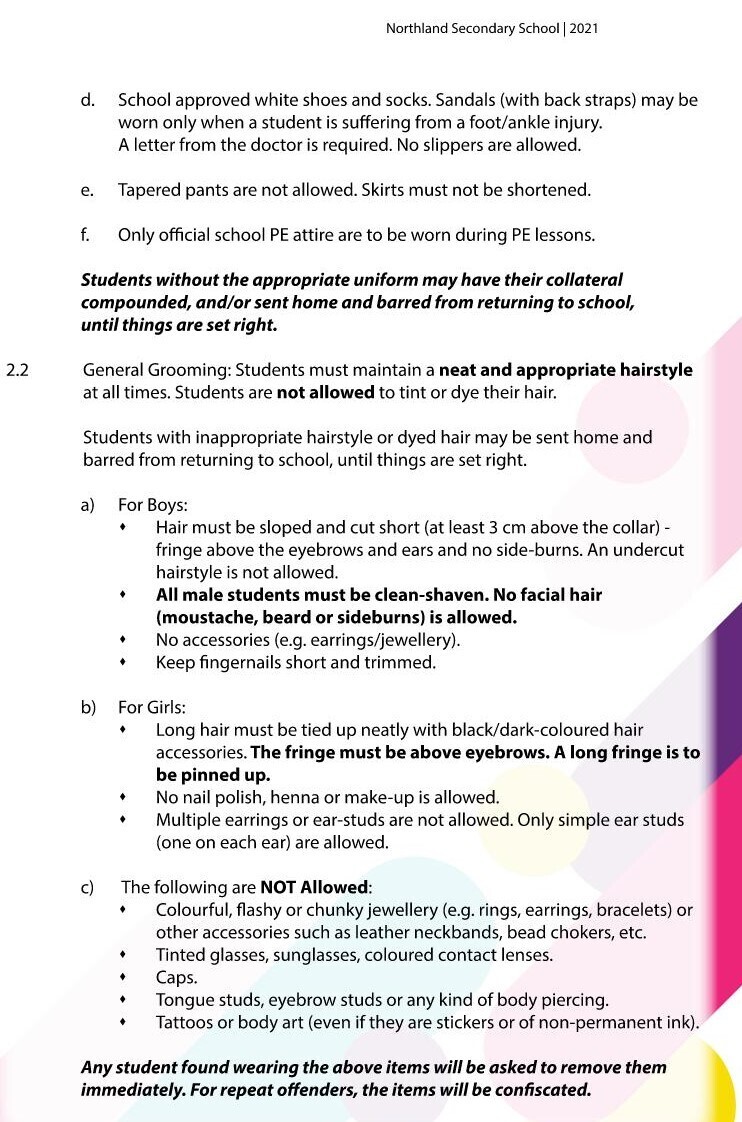 Northland Secondary School | 2021
d. School approved white shoes and socks. Sandals (with back straps) may be
worn only when a student is suffering from a foot/ankle injury.
A letter from the doctor is required. No slippers are allowed.
e. Tapered pants are not allowed. Skirts must not be shortened.
f. Only official school PE attire are to be worn during PE lessons.
Students without the appropriate uniform may have their collateral
compounded, and/or sent home and barred from returning to school,
until things are set right.
2.2 General Grooming: Students must maintain a neat and appropriate hairstyle
at all times. Students are not allowed to tint or dye their hair.
Students with inappropriate hairstyle or dyed hair may be sent home and
barred from returning to school, until things are set right.
a) For Boys:
♦ Hair must be sloped and cut short (at least 3 cm above the collar) -
fringe above the eyebrows and ears and no side-burns. An undercut
hairstyle is not allowed.
♦ All male students must be clean-shaven. No facial hair
(moustache, beard or sideburns) is allowed.
♦ No accessories (e.g. earrings/jewellery).
♦ Keep fingernails short and trimmed.
b) For Girls:
♦ Long hair must be tied up neatly with black/dark-coloured hair
accessories. The fringe must be above eyebrows. A long fringe is to
be pinned up.
♦ No nail polish, henna or make-up is allowed.
♦ Multiple earrings or ear-studs are not allowed. Only simple ear studs
(one on each ear) are allowed.
c) The following are NOT Allowed:
♦ Colourful, flashy or chunky jewellery (e.g. rings, earrings, bracelets) or
other accessories such as leather neckbands, bead chokers, etc.
♦ Tinted glasses, sunglasses, coloured contact lenses.
♦ Caps.
♦ Tongue studs, eyebrow studs or any kind of body piercing.
♦ Tattoos or body art (even if they are stickers or of non-permanent ink).
Any student found wearing the above items will be asked to remove them
immediately. For repeat offenders, the items will be confiscated.